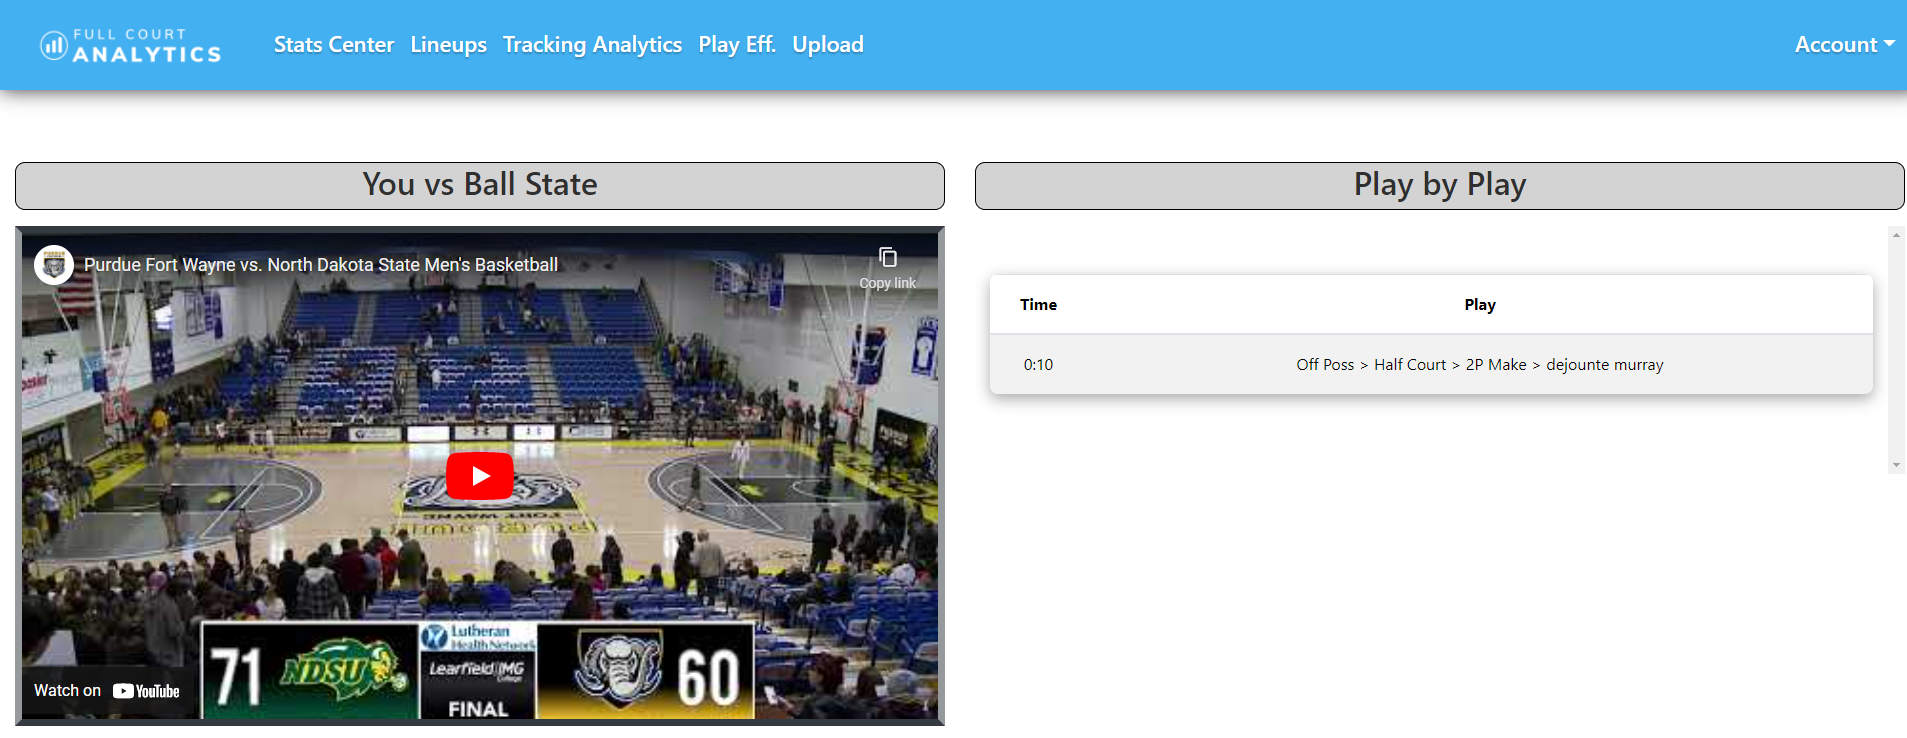 FULL COURT
ANALYTICS
Stats Center Lineups Tracking Analytics Play Eff. Upload
Account
You vs Ball State
Purdue Fort Wayne vs. North Dakota State Men's Basketball
Copy link
FORT WAYNE
71 NDSU
Lutheran
Health Network
Learfield IMG
College
FINAL
60
Watch on YouTube
Play by Play
Time Play
0:10 Off Poss > Half Court > 2P Make > dejounte murray